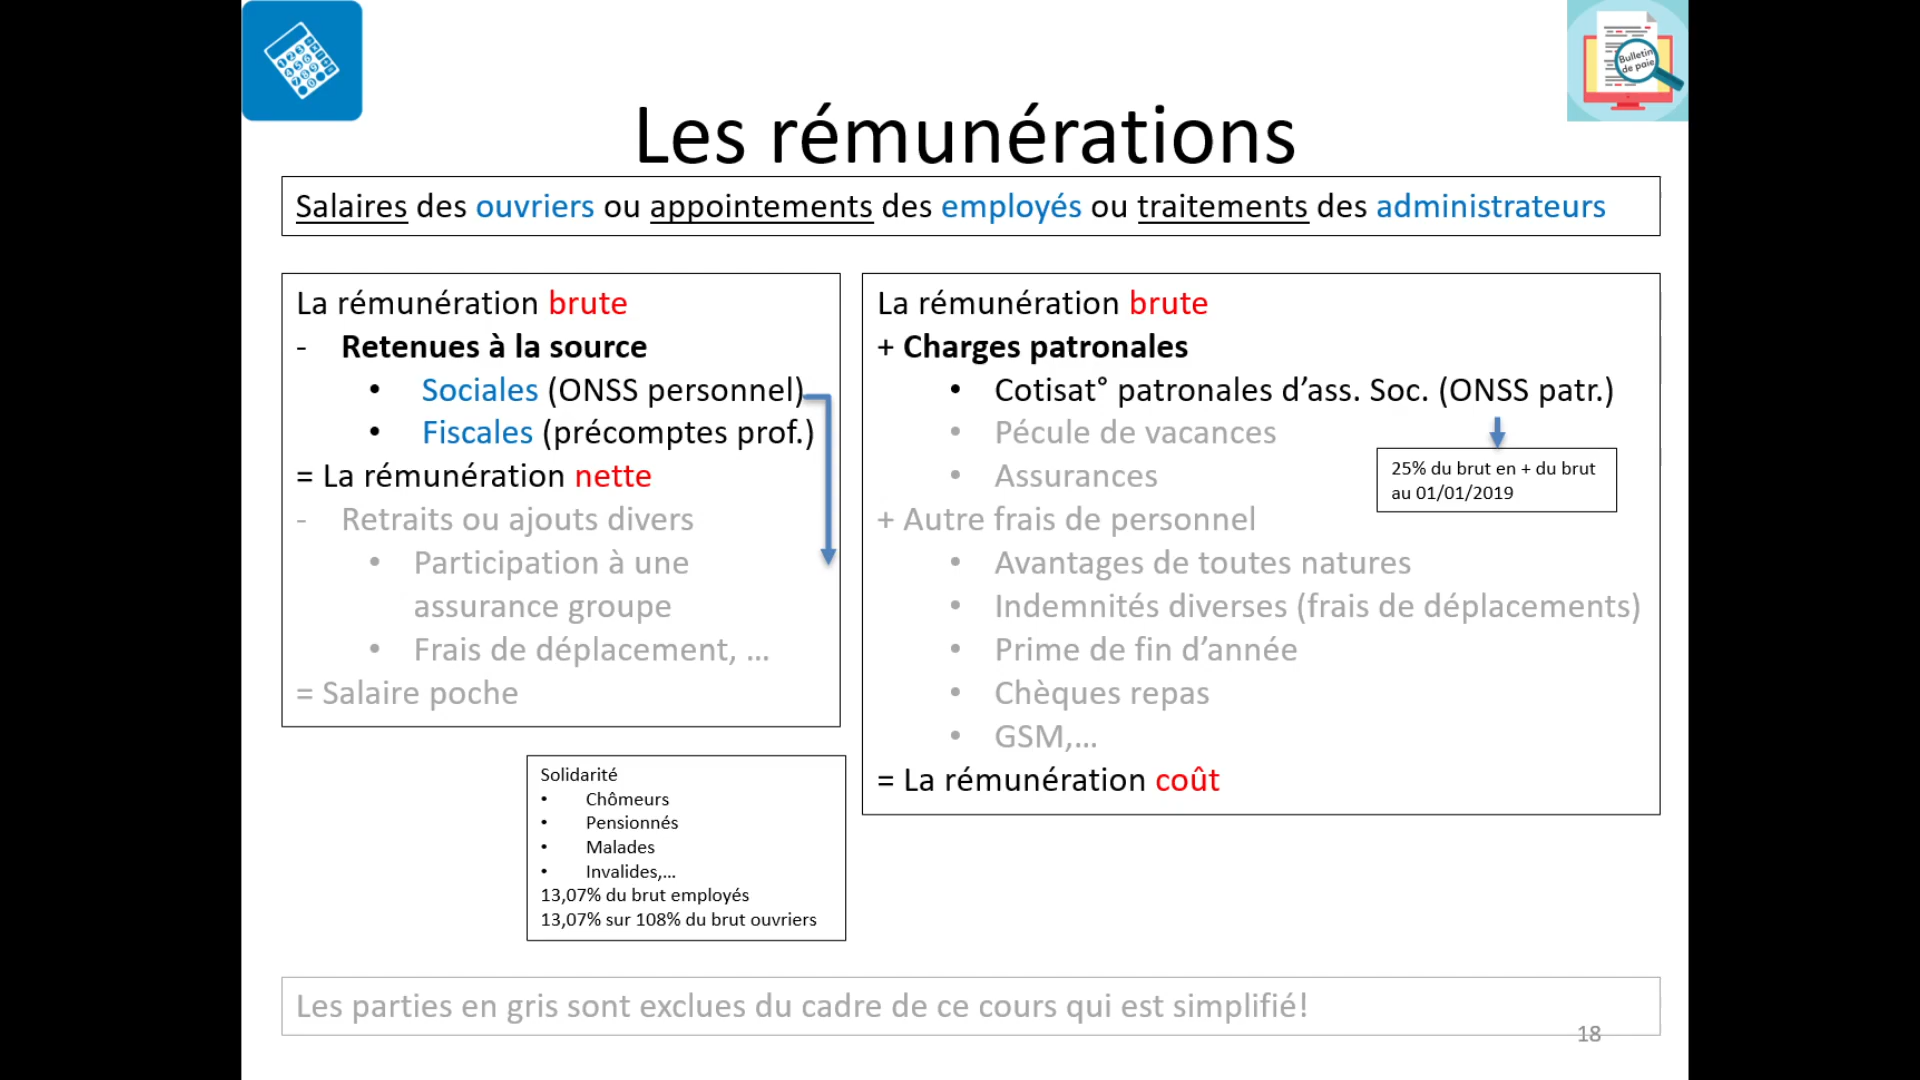 Bulletin
de paie
Les rémunérations
Salaires des ouvriers ou appointements des employés ou traitements des administrateurs
La rémunération brute
- Retenues à la source
• Sociales (ONSS personnel)
• Fiscales (précomptes prof.)
= La rémunération nette
- Retraits ou ajouts divers
• Participation à une
assurance groupe
• Frais de déplacement, ...
= Salaire poche
La rémunération brute
+ Charges patronales
• Cotisat° patronales d’ass. Soc. (ONSS patr.)
• Pécule de vacances
• Assurances
25% du brut en + du brut
au 01/01/2019
+ Autre frais de personnel
• Avantages de toutes natures
• Indemnités diverses (frais de déplacements)
• Prime de fin d’année
• Chèques repas
• GSM,...
= La rémunération coût
Solidarité
• Chômeurs
• Pensionnés
• Malades
• Invalides,...
13,07% du brut employés
13,07% sur 108% du brut ouvriers
Les parties en gris sont exclues du cadre de ce cours qui est simplifié!
18